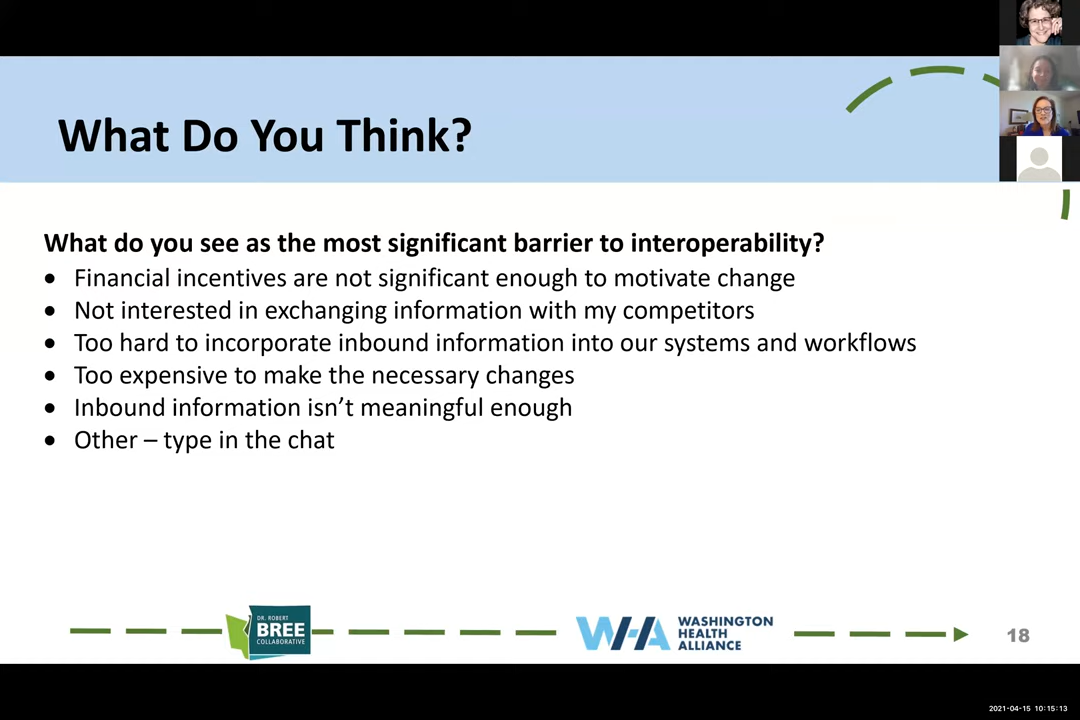 What Do You Think?
What do you see as the most significant barrier to interoperability?
• Financial incentives are not significant enough to motivate change
• Not interested in exchanging information with my competitors
• Too hard to incorporate inbound information into our systems and workflows
• Too expensive to make the necessary changes
• Inbound information isn’t meaningful enough
• Other – type in the chat
DR. ROBERT
BREE
COLLABORATIVE
WHA
WASHINGTON
HEALTH
ALLIANCE
18
2021-04-15 10:15:13